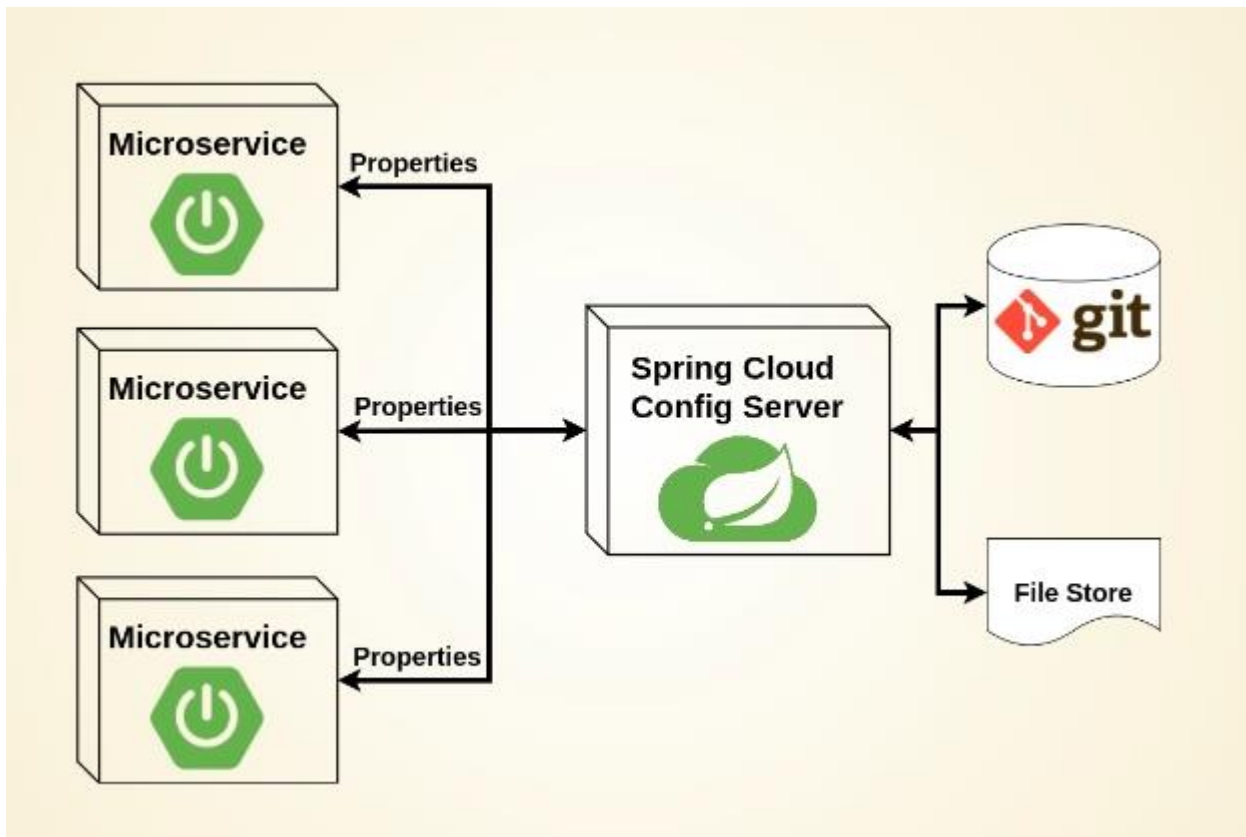 Microservice
Properties
Microservice
Properties
Microservice
Properties
Spring Cloud
Config Server
git
File Store